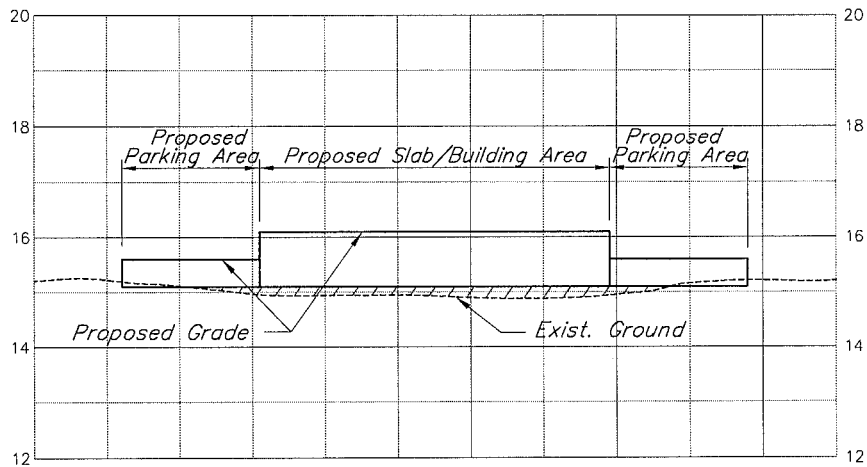 20
20
18
18
Proposed
Parking Area
Proposed Slab/Building Area
Proposed
Parking Area
16
16
Proposed Grade
Exist. Ground
14
14
12
12